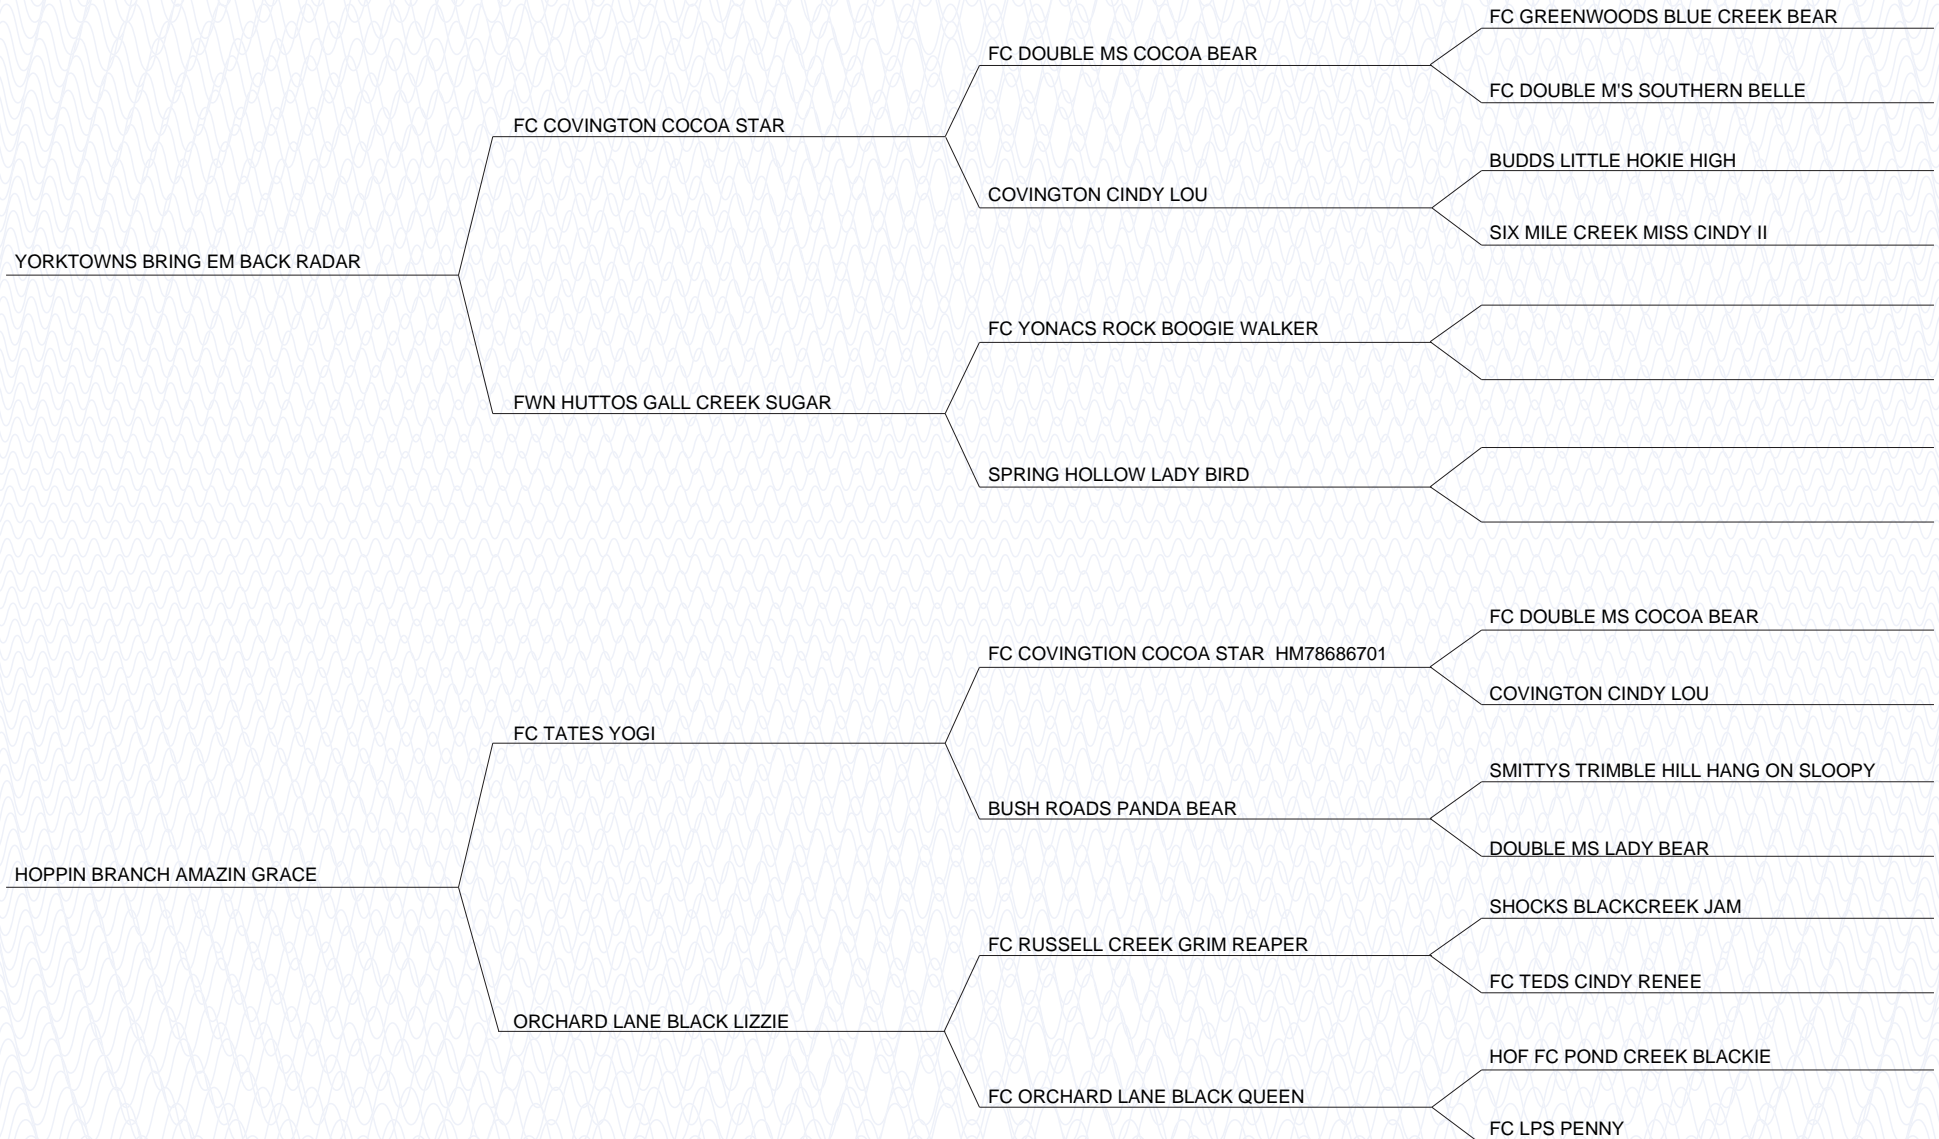 FC GREENWOODS BLUE CREEK BEAR
FC DOUBLE MS COCOA BEAR
FC DOUBLE M'S SOUTHERN BELLE
FC COVINGTON COCOA STAR
BUDDS LITTLE HOKIE HIGH
COVINGTON CINDY LOU
SIX MILE CREEK MISS CINDY II
YORKTOWNS BRING EM BACK RADAR
FC YONACS ROCK BOOGIE WALKER
FWN HUTTOS GALL CREEK SUGAR
SPRING HOLLOW LADY BIRD
FC DOUBLE MS COCOA BEAR
FC COVINGTION COCOA STAR  HM78686701
COVINGTON CINDY LOU
FC TATES YOGI
SMITTYS TRIMBLE HILL HANG ON SLOOPY
BUSH ROADS PANDA BEAR
DOUBLE MS LADY BEAR
HOPPIN BRANCH AMAZIN GRACE
SHOCKS BLACKCREEK JAM
FC RUSSELL CREEK GRIM REAPER
FC TEDS CINDY RENEE
ORCHARD LANE BLACK LIZZIE
HOF FC POND CREEK BLACKIE
FC ORCHARD LANE BLACK QUEEN
FC LPS PENNY